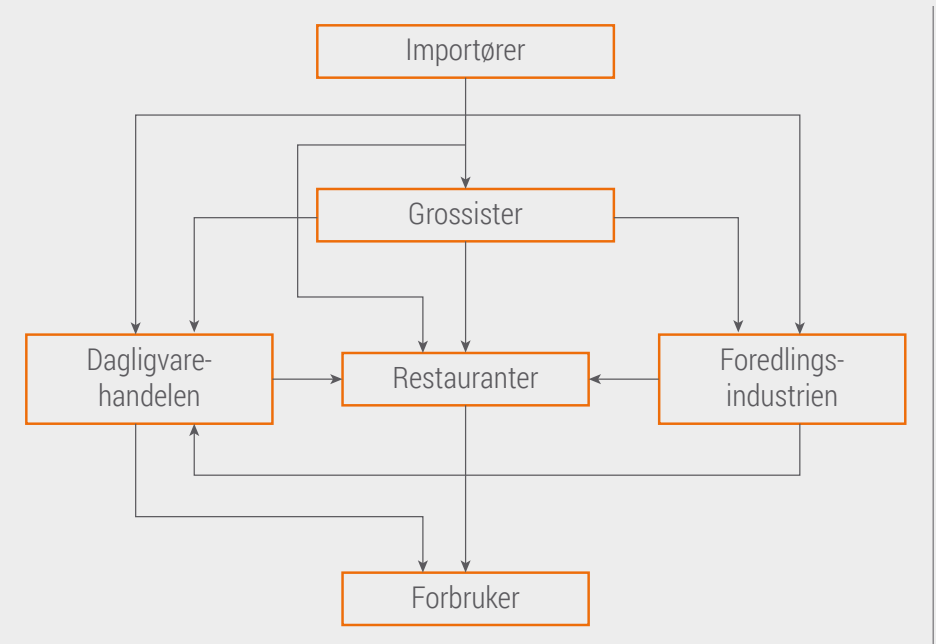 Importører
Grossister
Dagligvare-
handelen
Restauranter
Foredlings-
industrien
Forbruker